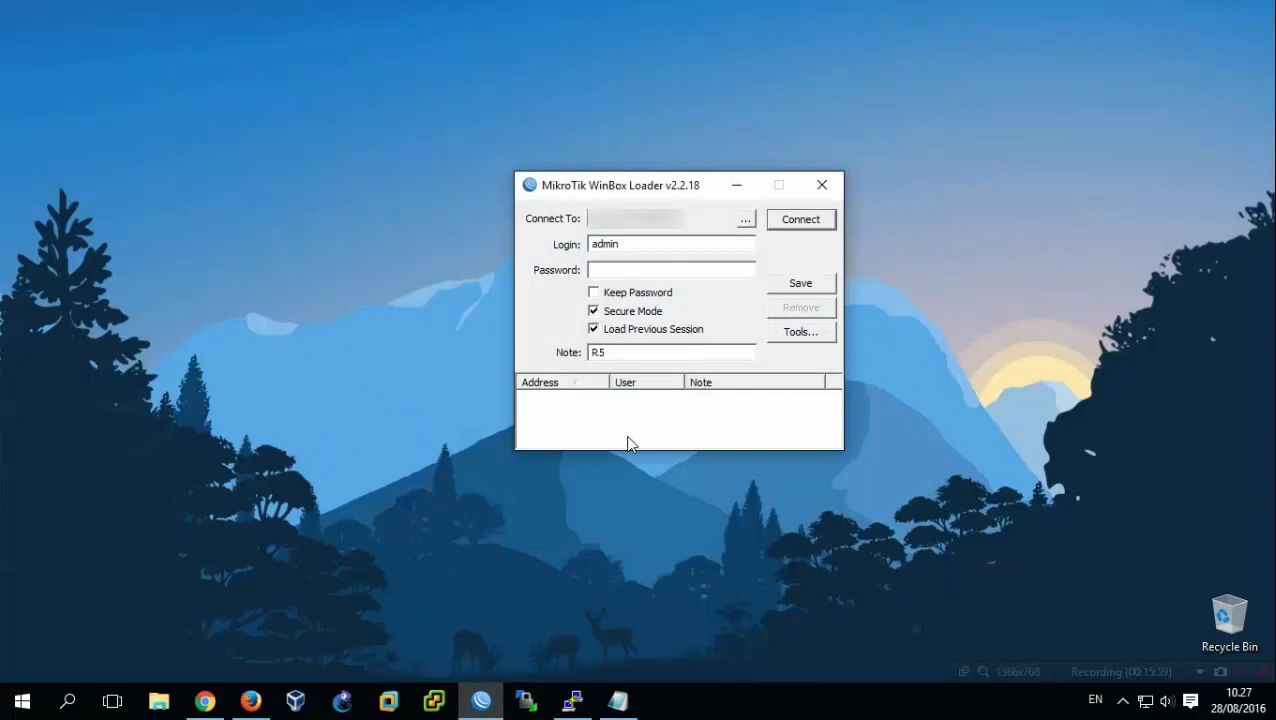 MikroTik WinBox Loader v2.2.18
Connect To:
...
Connect
Login:
admin
Password:
Keep Password
Save
Secure Mode
Remove
Load Previous Session
Tools...
Note:
R5
Address
User
Note
Recycle Bin
1366x768
Recording [00:15:59]
EN
10.27
28/08/2016